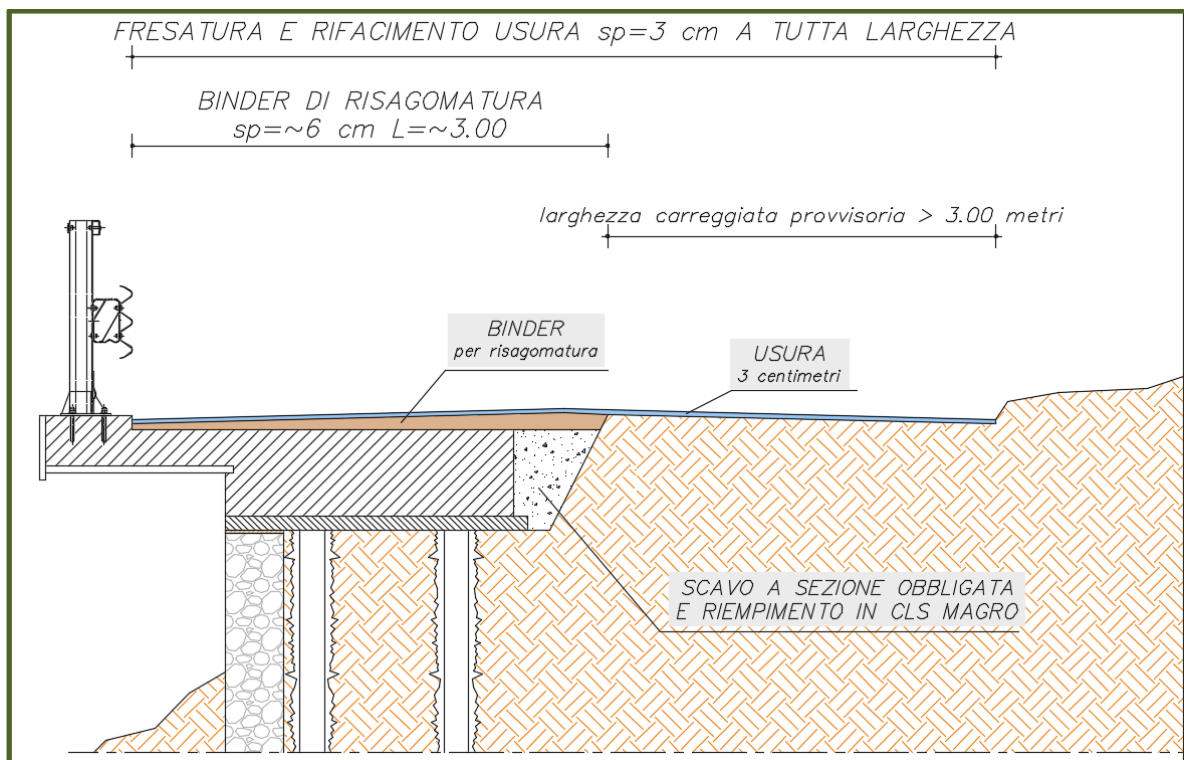 FRESATURA E RIFACIMENTO USURA sp=3 cm A TUTTA LARGHEZZA
BINDER DI RISAGOMATURA
sp=~6 cm L=~3.00
larghezza carreggiata provvisoria > 3.00 metri
BINDER
per risagomatura
USURA
3 centimetri
SCAVO A SEZIONE OBBLIGATA
E RIEMPIMENTO IN CLS MAGRO